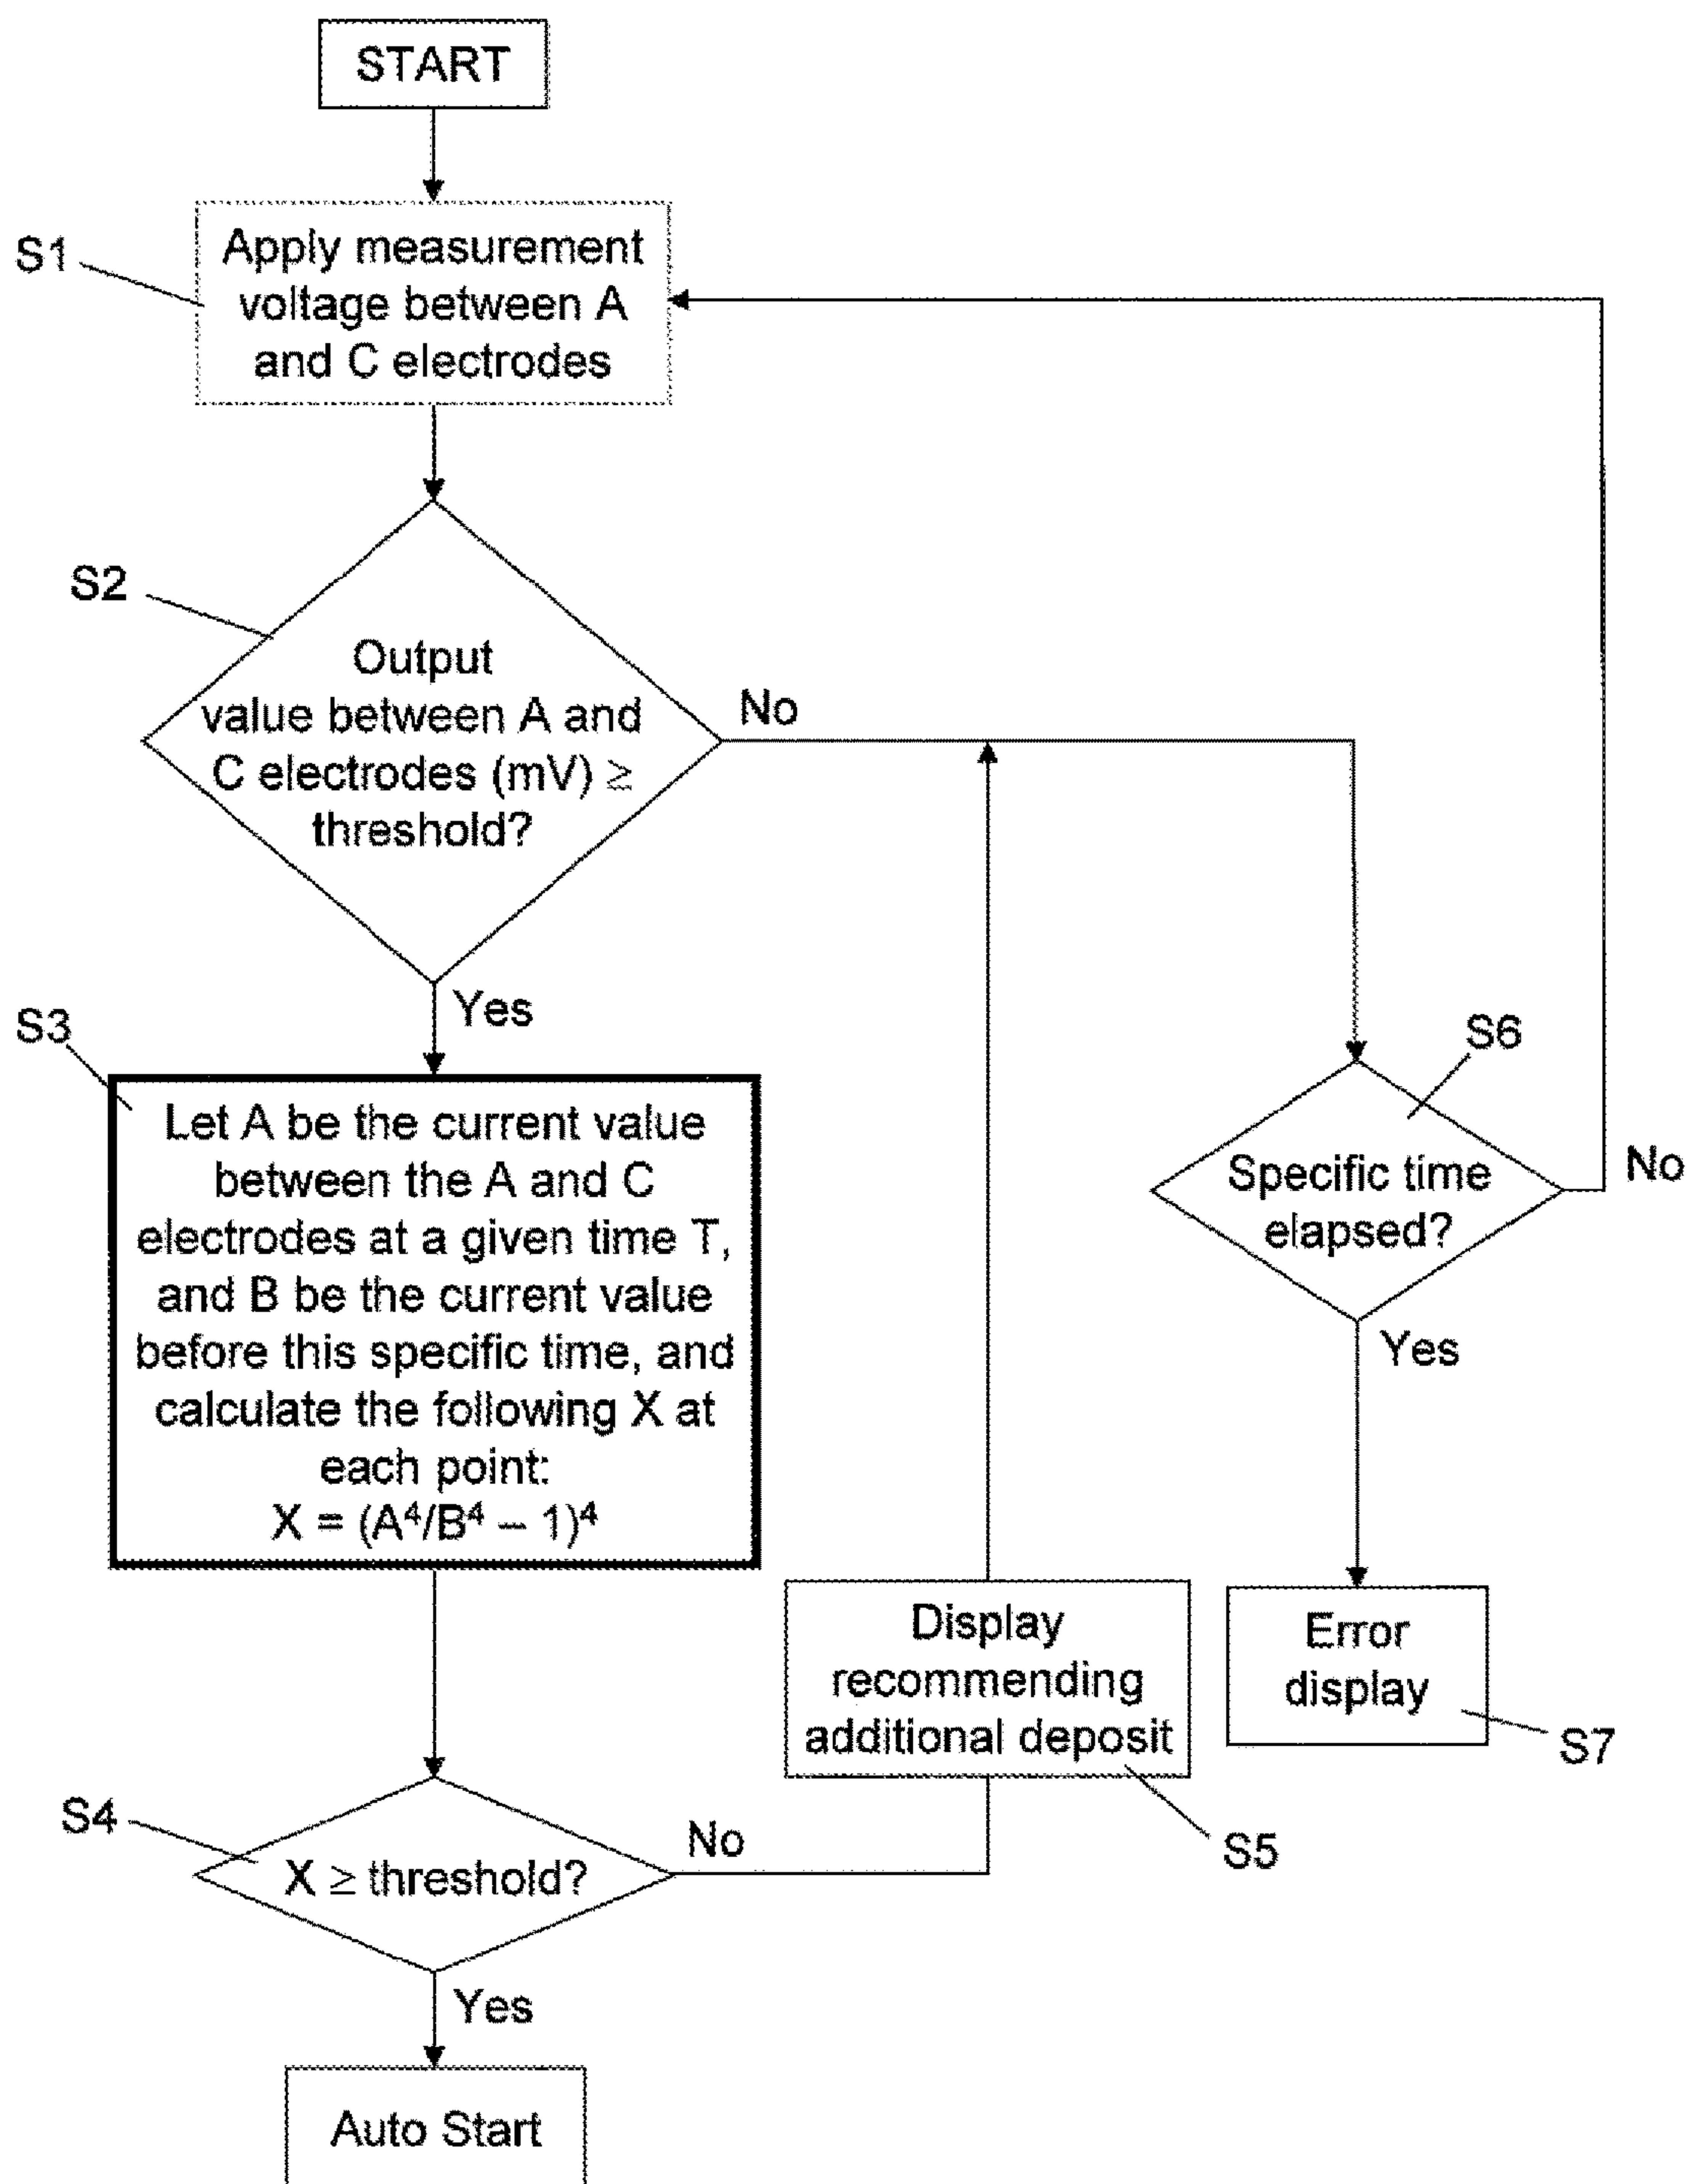 START
S1
Apply measurement
voltage between A
and C electrodes
S2
Output
value between A and
C electrodes (mV) ≥
threshold?
No
Yes
S3
Let A be the current value
between the A and C
electrodes at a given time T,
and B be the current value
before this specific time, and
calculate the following X at
each point:
X = (A⁴/B⁴ – 1)⁴
S6
Specific time
elapsed?
No
Yes
Display
recommending
additional deposit
S5
Error
display
S7
S4
X ≥ threshold?
No
Yes
Auto Start